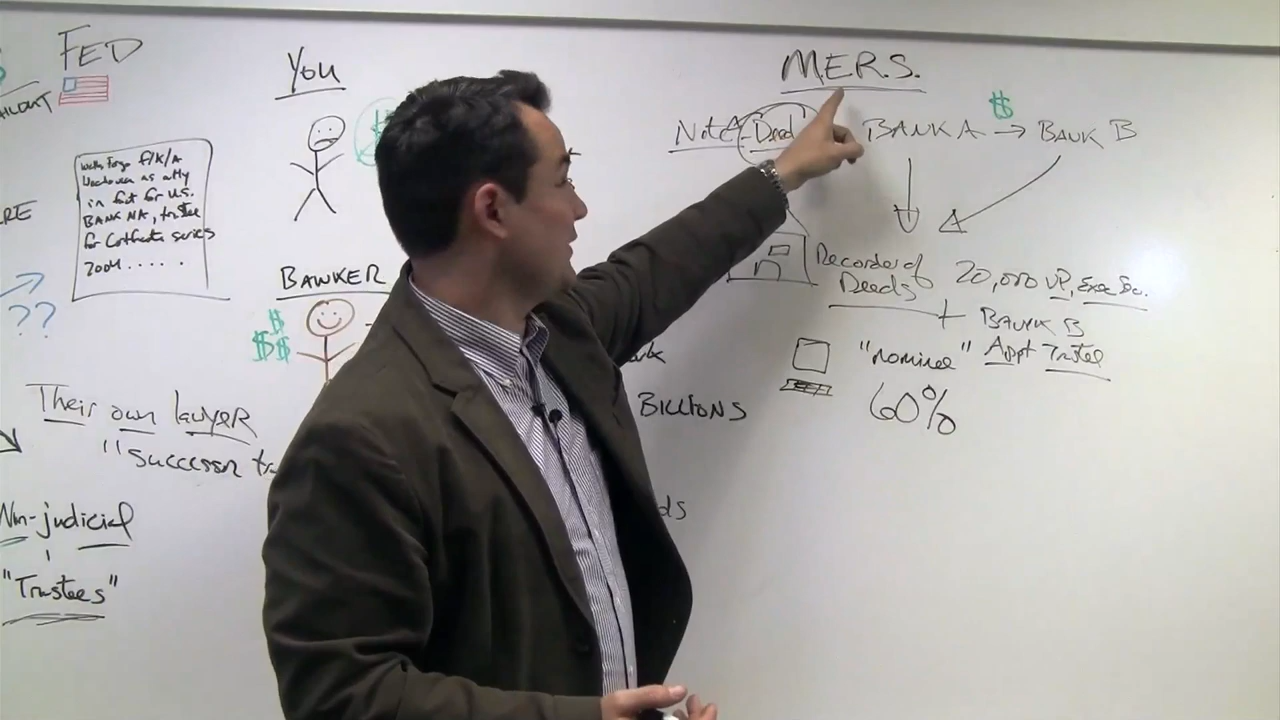 FED
You
M.E.R.S.
$
Note
Deed
BANK A → BANK B
Wells Fargo f/k/a
Wachovia as atty
in fact for U.S.
BANK NA, trustee
for Certificate series
2004.....
??
BANKER
$
$$
Recorder of
Deeds
20,000 VP, Exec Sec.
+ BANK B
"nominee" Appt Trustee
60%
BILLIONS
Their own lawyer
"Successor
Non-judicial
"Trustees"